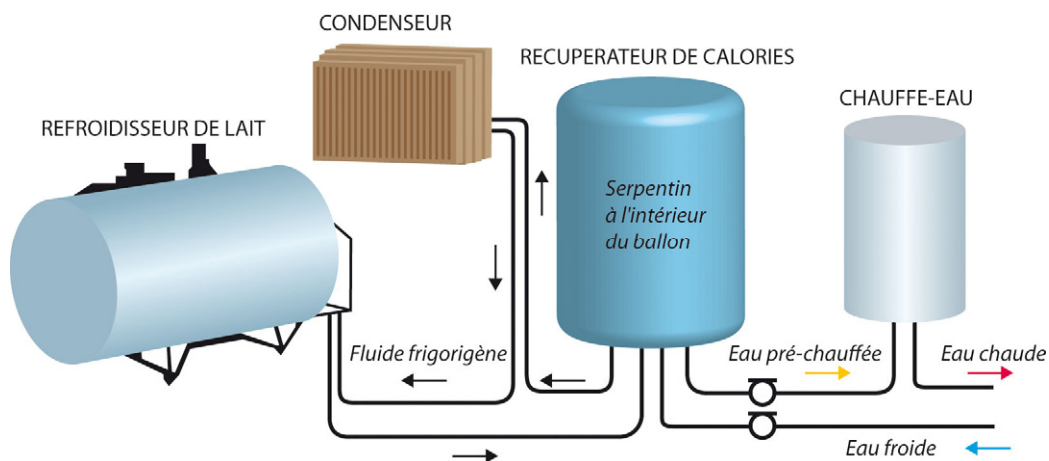 CONDENSEUR
RECUPERATEUR DE CALORIES
CHAUFFE-EAU
REFROIDISSEUR DE LAIT
Serpentin
à l'intérieur
du ballon
Fluide frigorigène
Eau pré-chauffée
Eau chaude
Eau froide